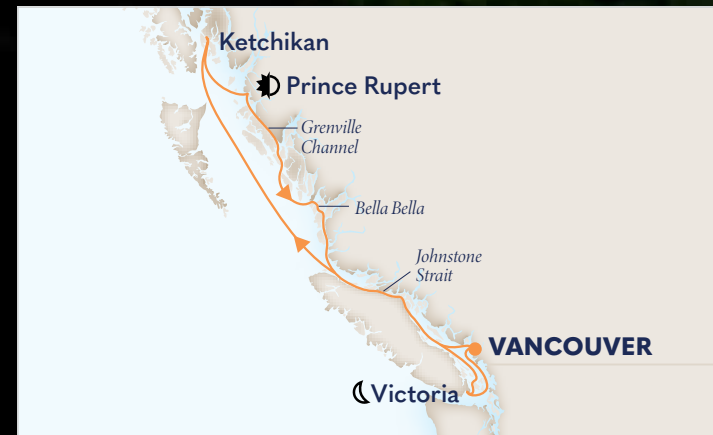 Ketchikan
Prince Rupert
Grenville
Channel
Bella Bella
Johnstone
Strait
VANCOUVER
Victoria